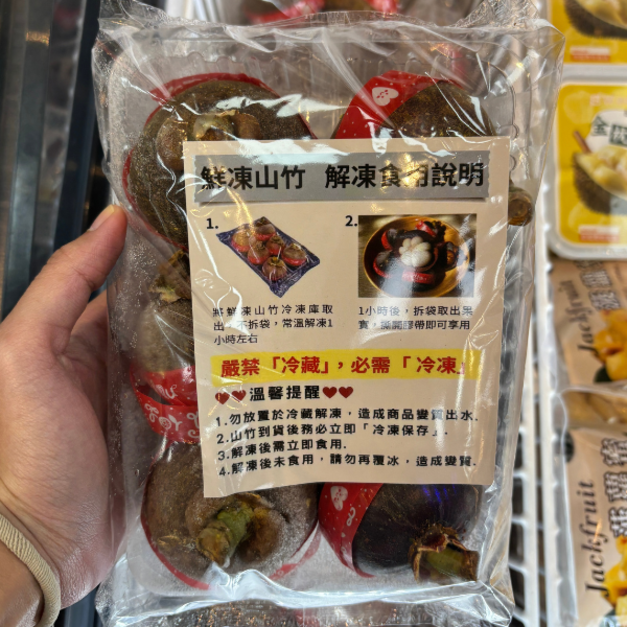 鮮凍山竹 解凍食用說明
1.
2.
將鮮凍山竹冷凍庫取
出，不拆袋，常溫解凍1
小時左右
1小時後，拆袋取出果
實，撕開膠帶即可享用
嚴禁「冷藏」，必需「冷凍」
❤❤溫馨提醒❤❤
1.勿放置於冷藏解凍，造成商品變質出水.
2.山竹到貨後務必立即「冷凍保存」.
3.解凍後需立即食用.
4.解凍後未食用，請勿再覆冰，造成變質.
Jackfruit
Jackfruit